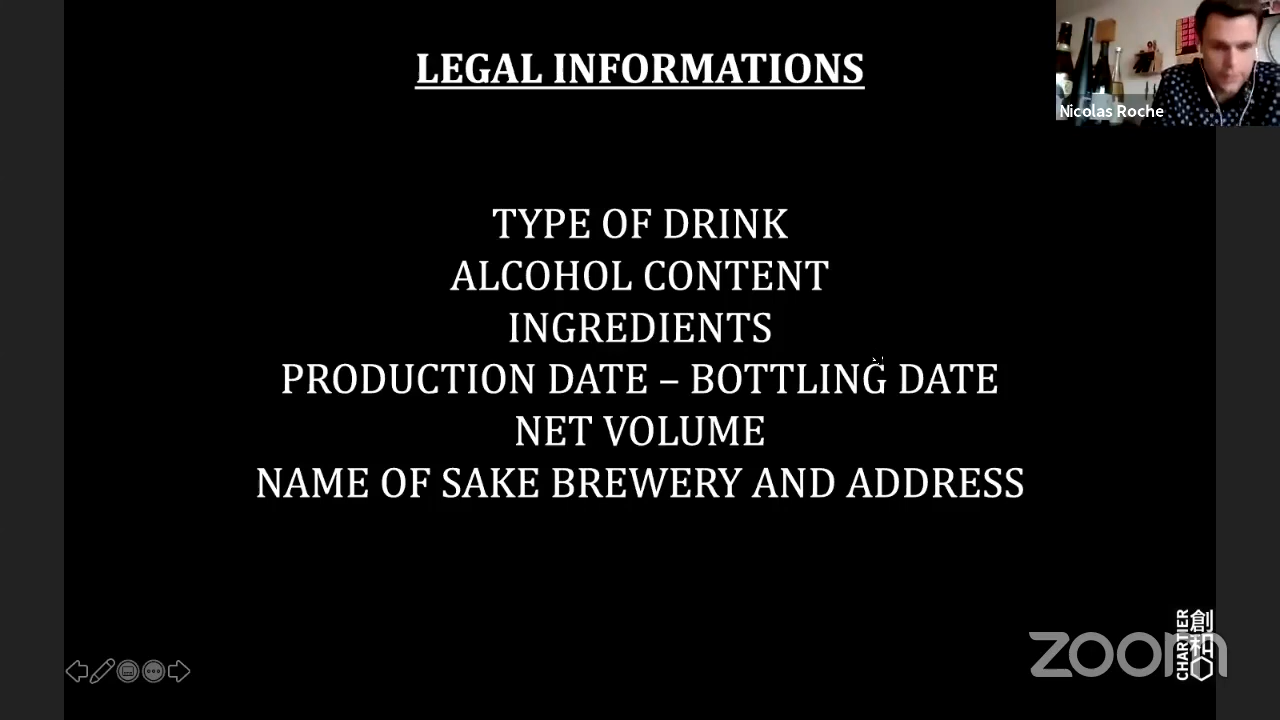 LEGAL INFORMATIONS
Nicolas Roche
TYPE OF DRINK
ALCOHOL CONTENT
INGREDIENTS
PRODUCTION DATE – BOTTLING DATE
NET VOLUME
NAME OF SAKE BREWERY AND ADDRESS
CHARTIER
創和
zoom